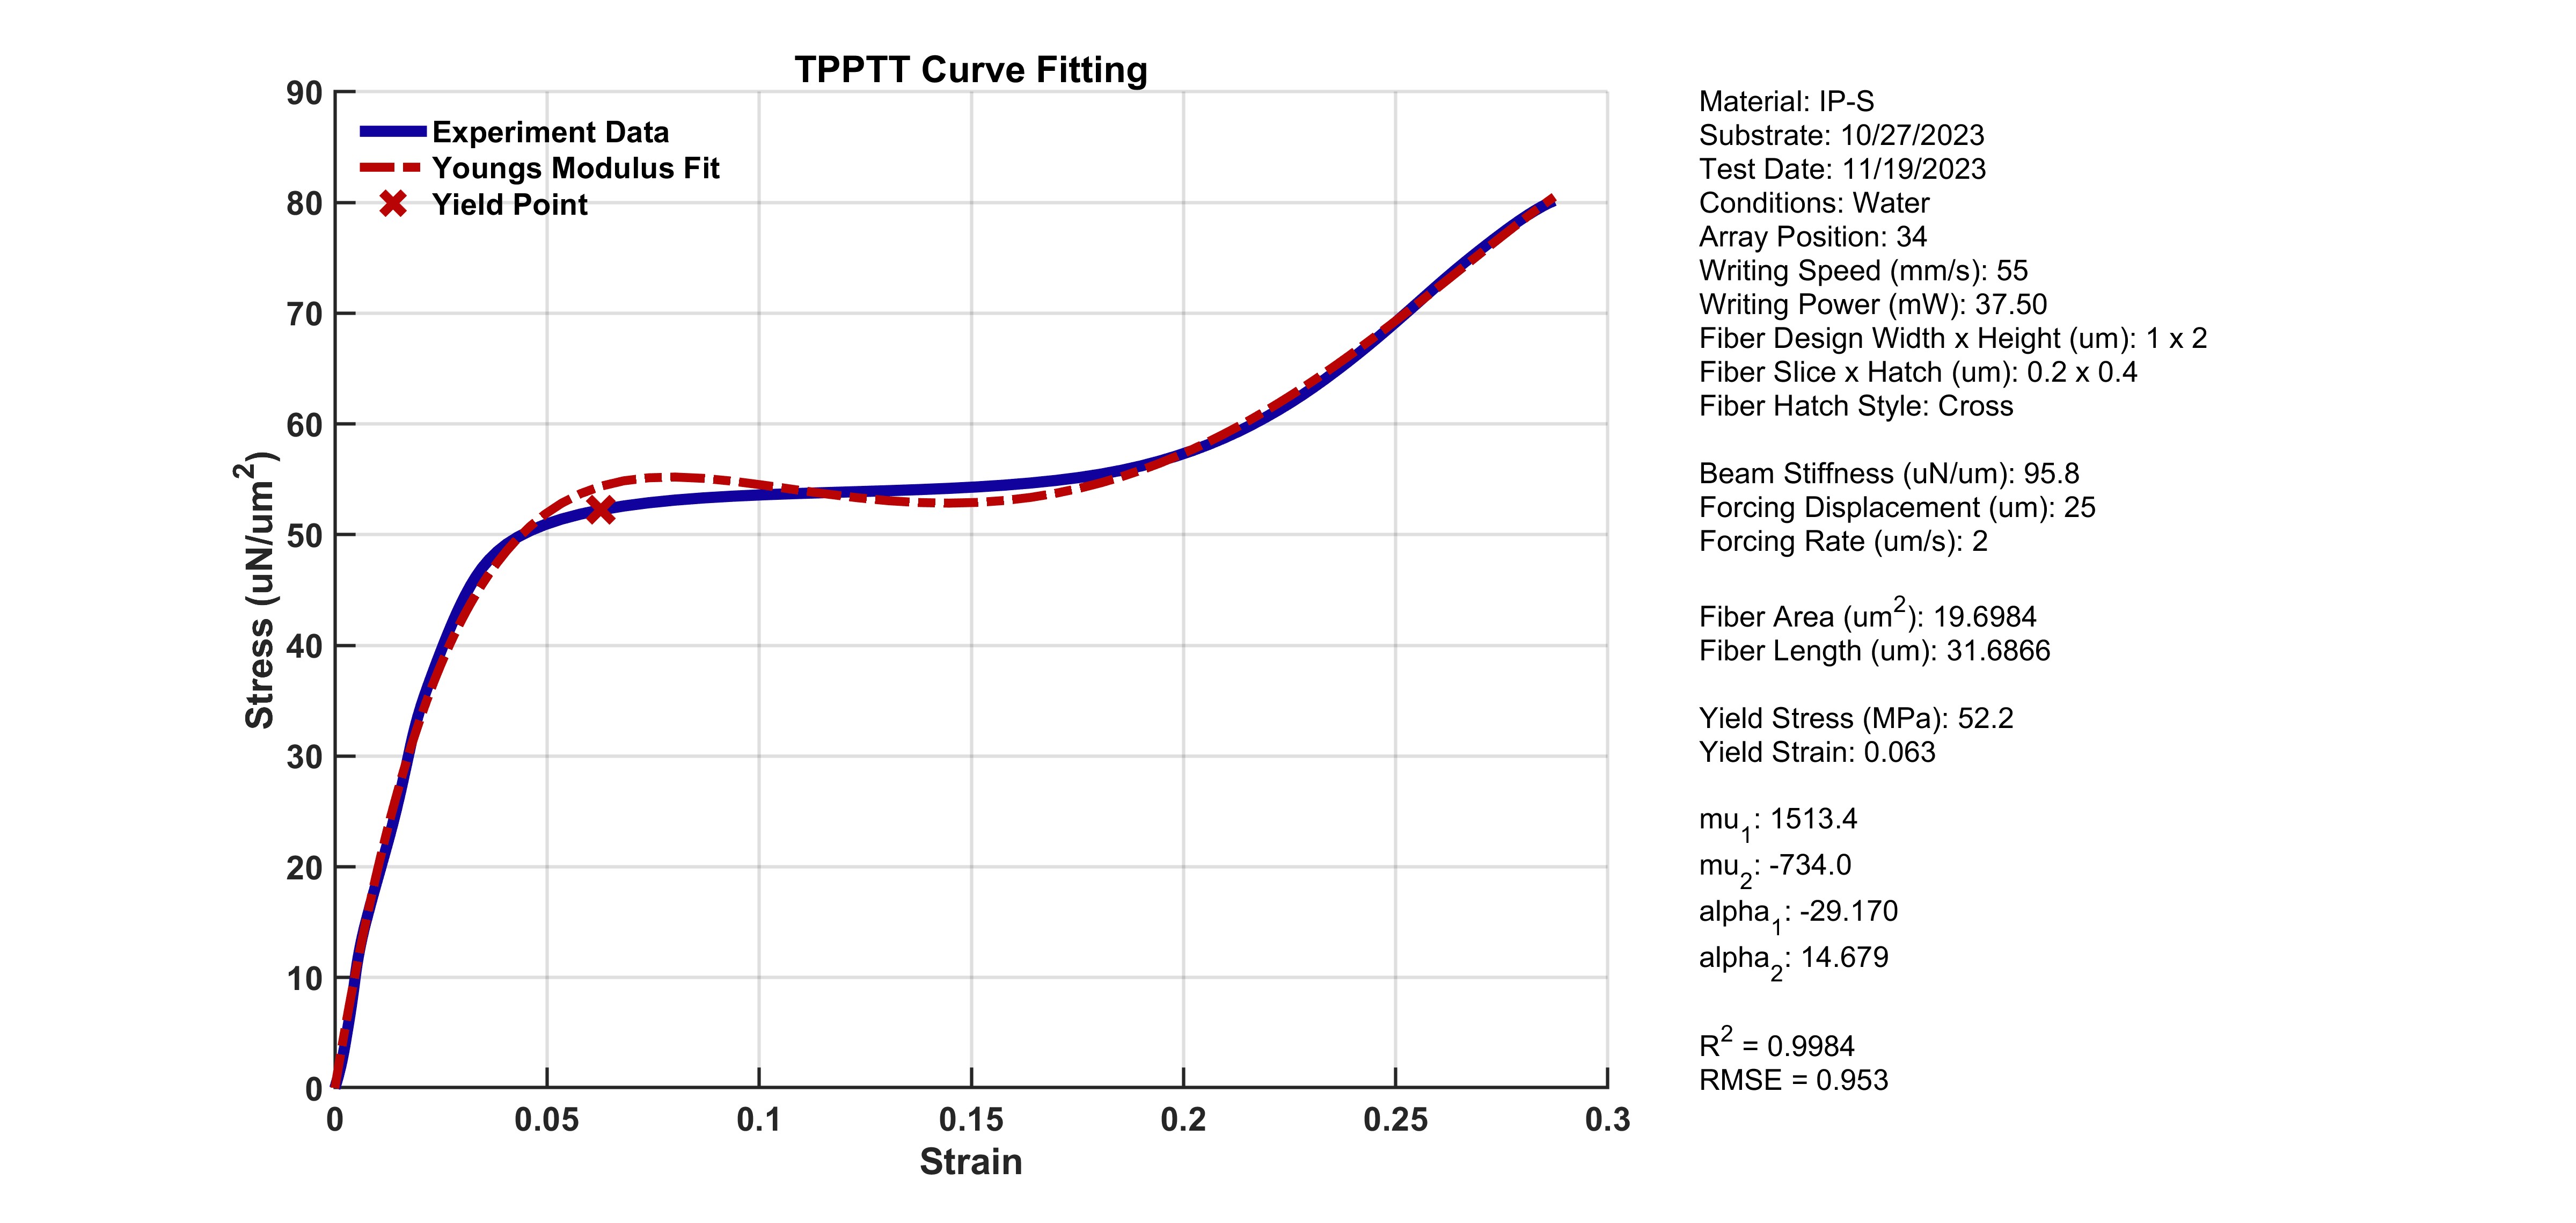 TPPTT Curve Fitting
90
80
70
60
50
40
30
20
10
0
Stress (uN/um²)
Experiment Data
Youngs Modulus Fit
Yield Point
0 0.05 0.1 0.15 0.2 0.25 0.3
Strain
Material: IP-S
Substrate: 10/27/2023
Test Date: 11/19/2023
Conditions: Water
Array Position: 34
Writing Speed (mm/s): 55
Writing Power (mW): 37.50
Fiber Design Width x Height (um): 1 x 2
Fiber Slice x Hatch (um): 0.2 x 0.4
Fiber Hatch Style: Cross
Beam Stiffness (uN/um): 95.8
Forcing Displacement (um): 25
Forcing Rate (um/s): 2
Fiber Area (um²): 19.6984
Fiber Length (um): 31.6866
Yield Stress (MPa): 52.2
Yield Strain: 0.063
mu₁: 1513.4
mu₂: -734.0
alpha₁: -29.170
alpha₂: 14.679
R² = 0.9984
RMSE = 0.953